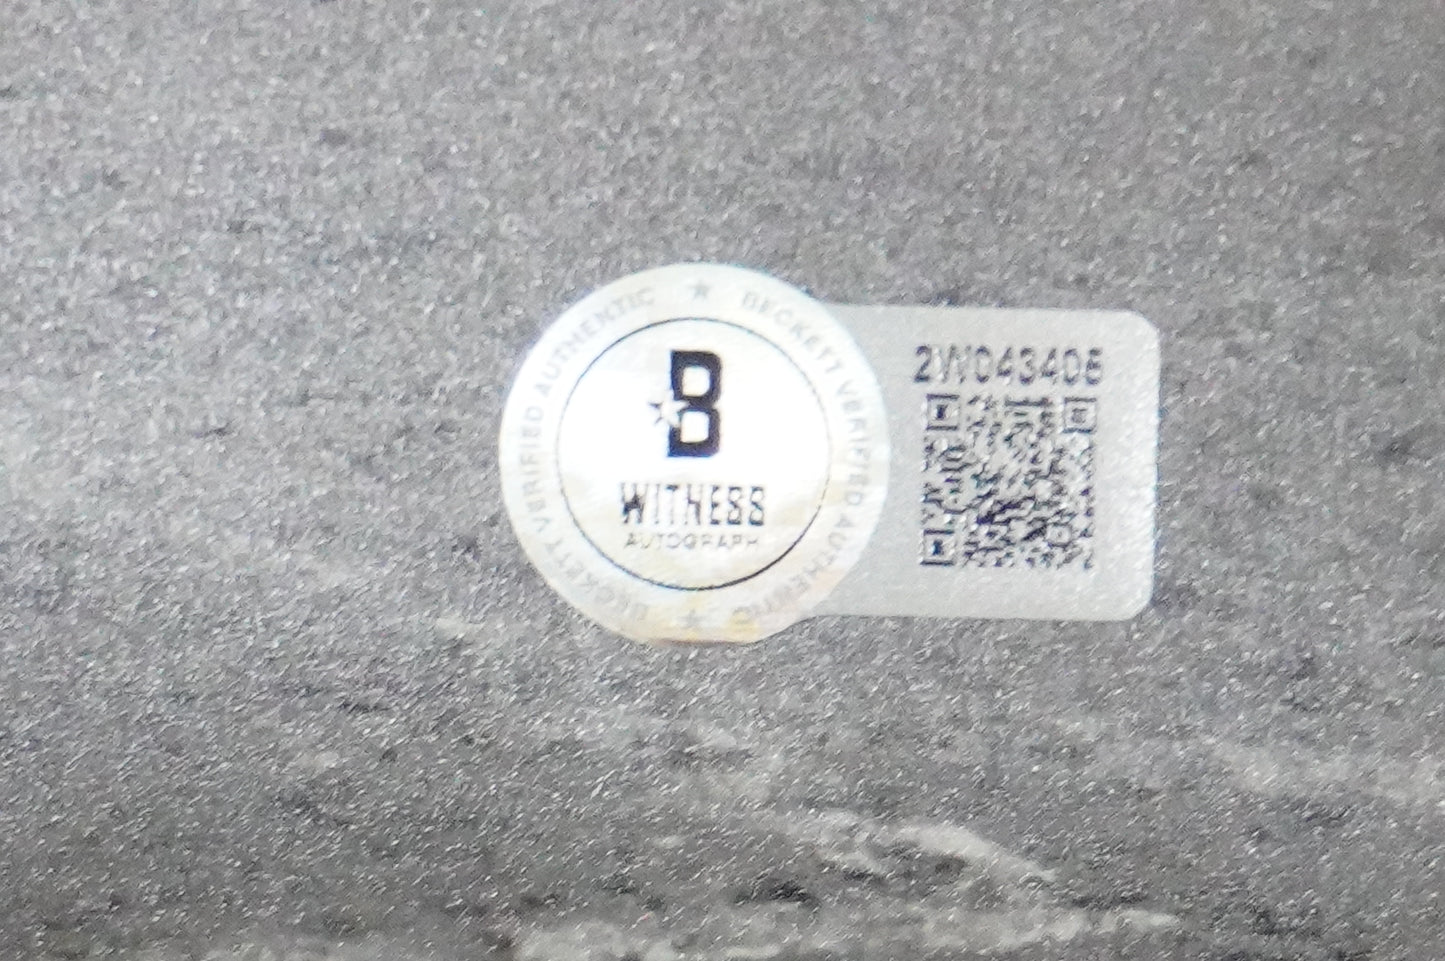 BECKETT VERIFIED AUTHENTIC ★ BECKETT VERIFIED AUTHENTIC ★
B
WITNESS
AUTOGRAPH
2W043408